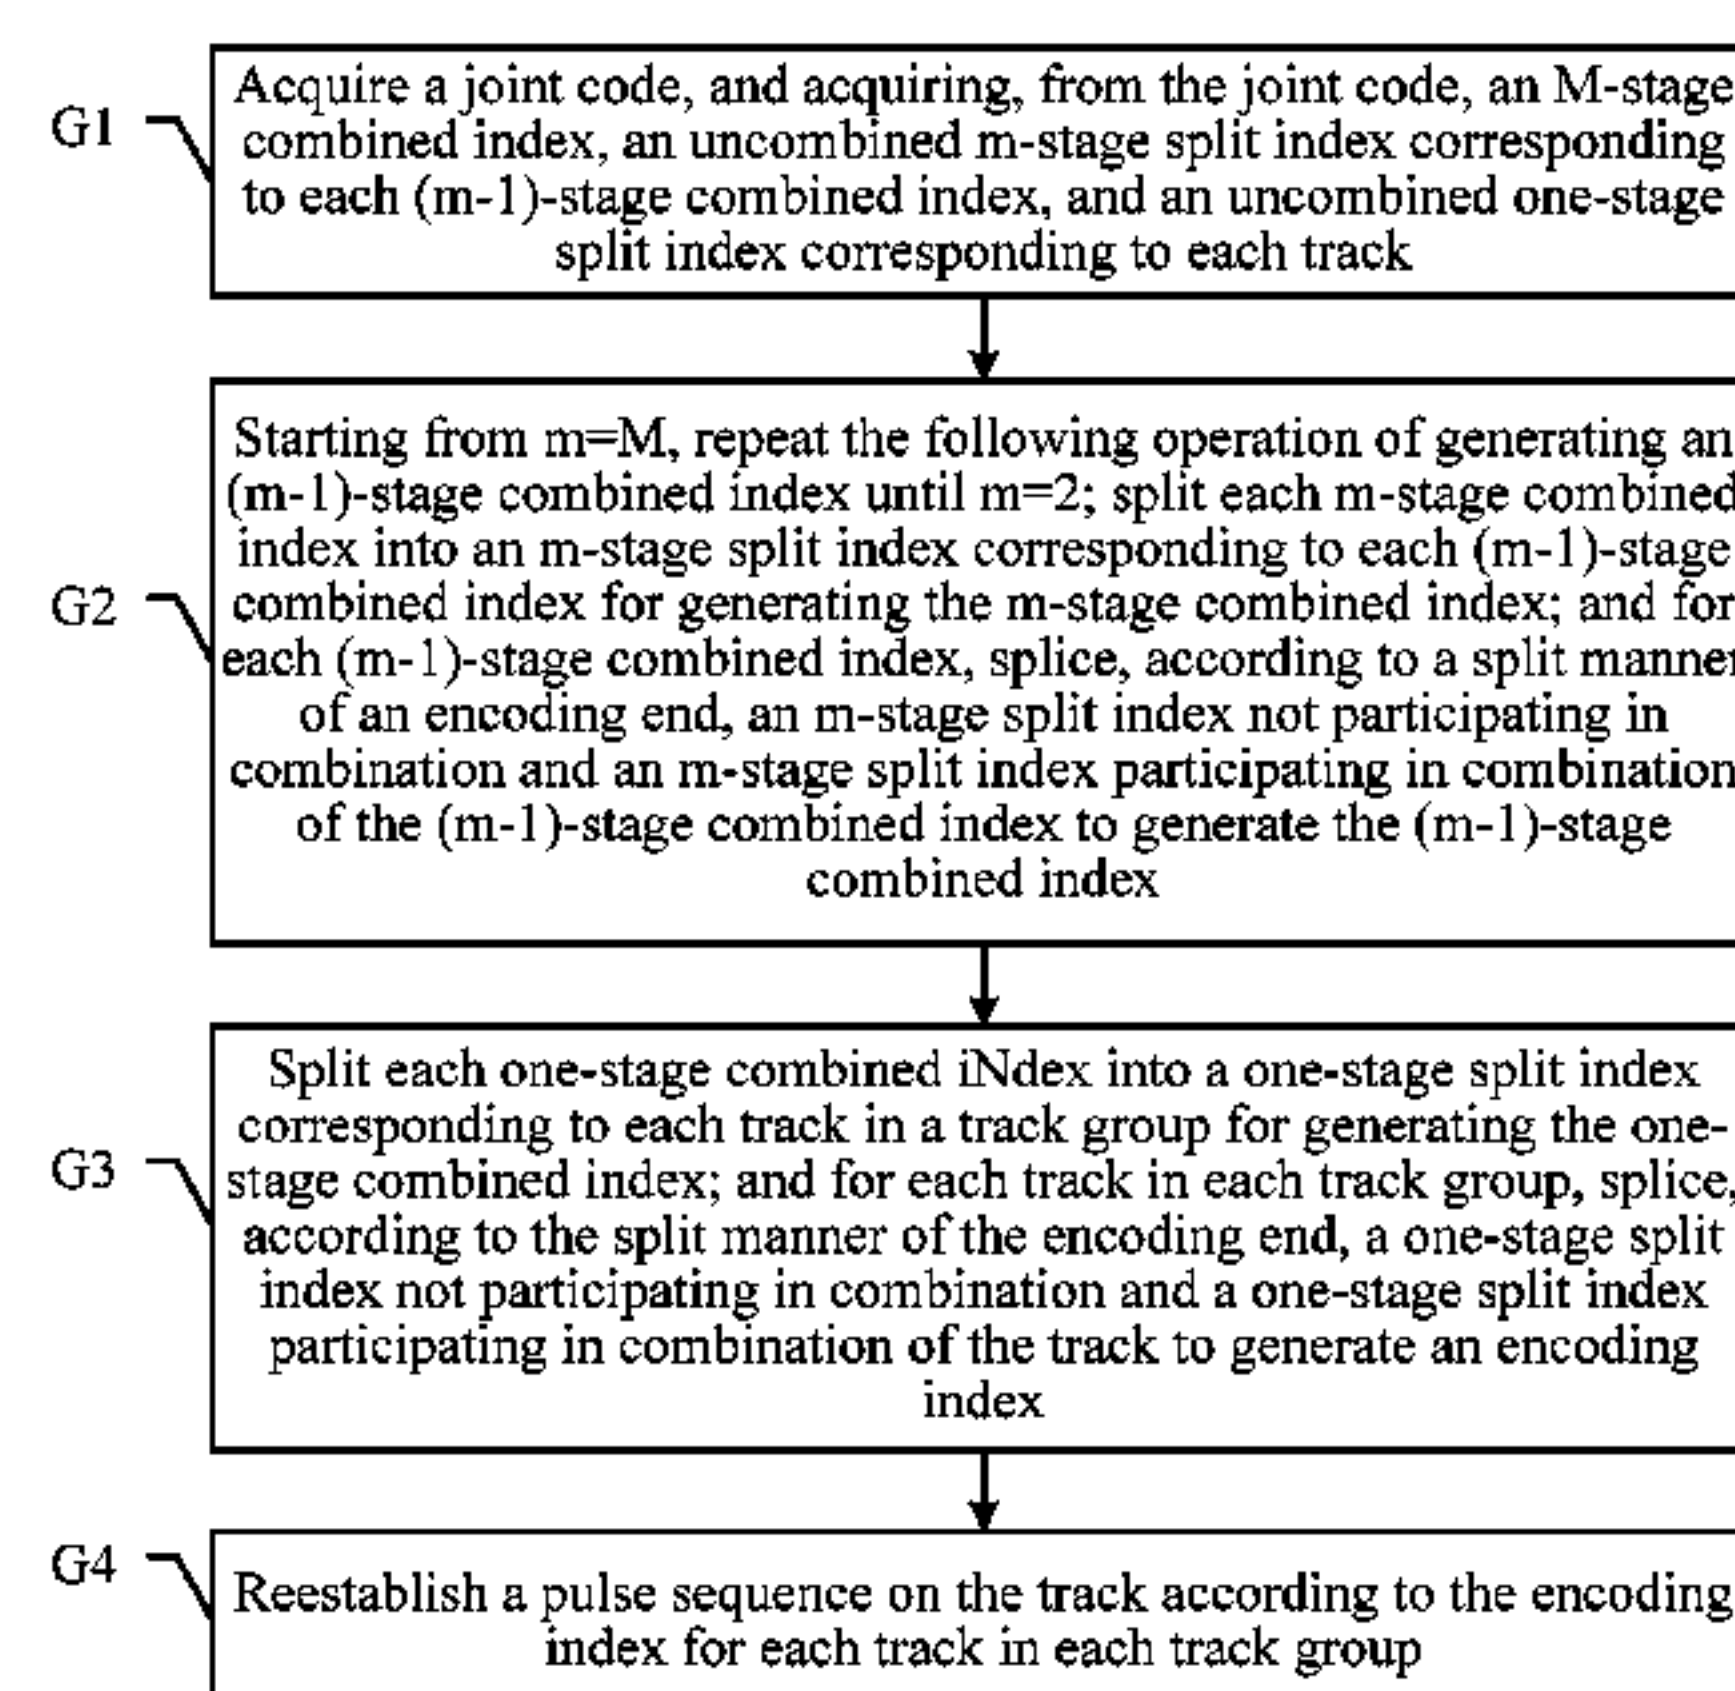 G1
Acquire a joint code, and acquiring, from the joint code, an M-stage
combined index, an uncombined m-stage split index corresponding
to each (m-1)-stage combined index, and an uncombined one-stage
split index corresponding to each track
G2
Starting from m=M, repeat the following operation of generating an
(m-1)-stage combined index until m=2; split each m-stage combined
index into an m-stage split index corresponding to each (m-1)-stage
combined index for generating the m-stage combined index; and for
each (m-1)-stage combined index, splice, according to a split manner
of an encoding end, an m-stage split index not participating in
combination and an m-stage split index participating in combination
of the (m-1)-stage combined index to generate the (m-1)-stage
combined index
G3
Split each one-stage combined iNdex into a one-stage split index
corresponding to each track in a track group for generating the one-
stage combined index; and for each track in each track group, splice,
according to the split manner of the encoding end, a one-stage split
index not participating in combination and a one-stage split index
participating in combination of the track to generate an encoding
index
G4
Reestablish a pulse sequence on the track according to the encoding
index for each track in each track group